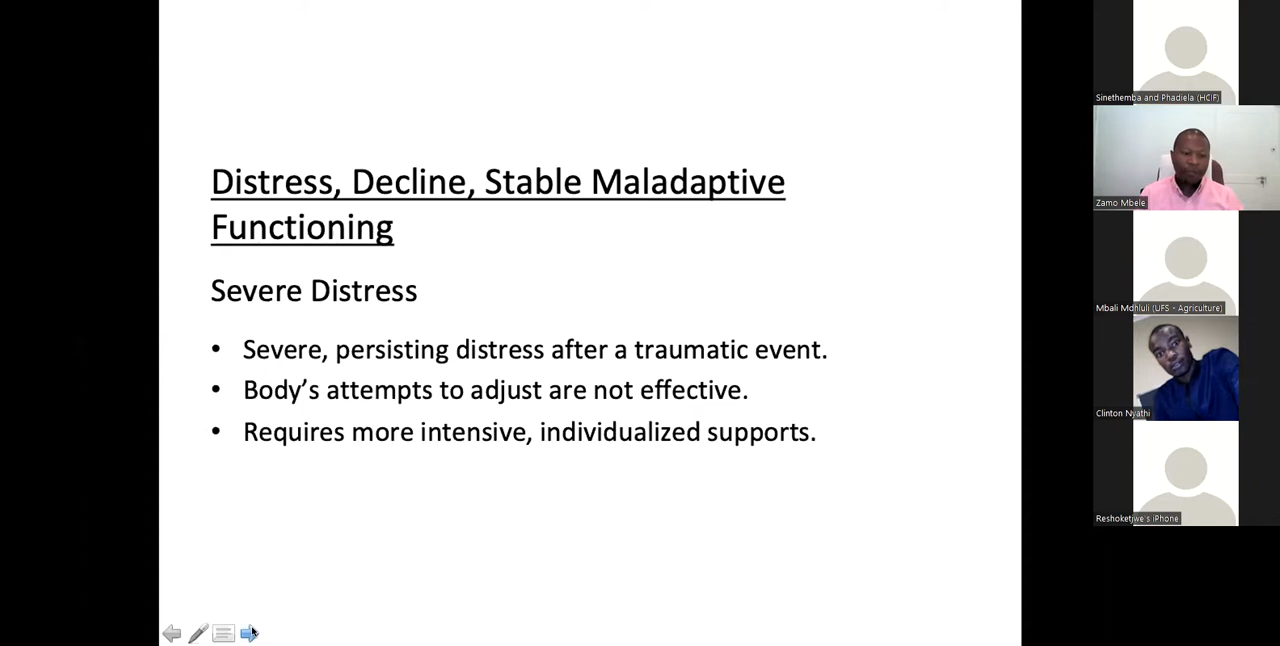 Distress, Decline, Stable Maladaptive
Functioning
Severe Distress
• Severe, persisting distress after a traumatic event.
• Body’s attempts to adjust are not effective.
• Requires more intensive, individualized supports.
Sinethemba and Phadiela (HCIF)
Zamo Mbele
Mbali Mdhluli (UFS - Agriculture)
Clinton Nyathi
Reshoketjwe's iPhone